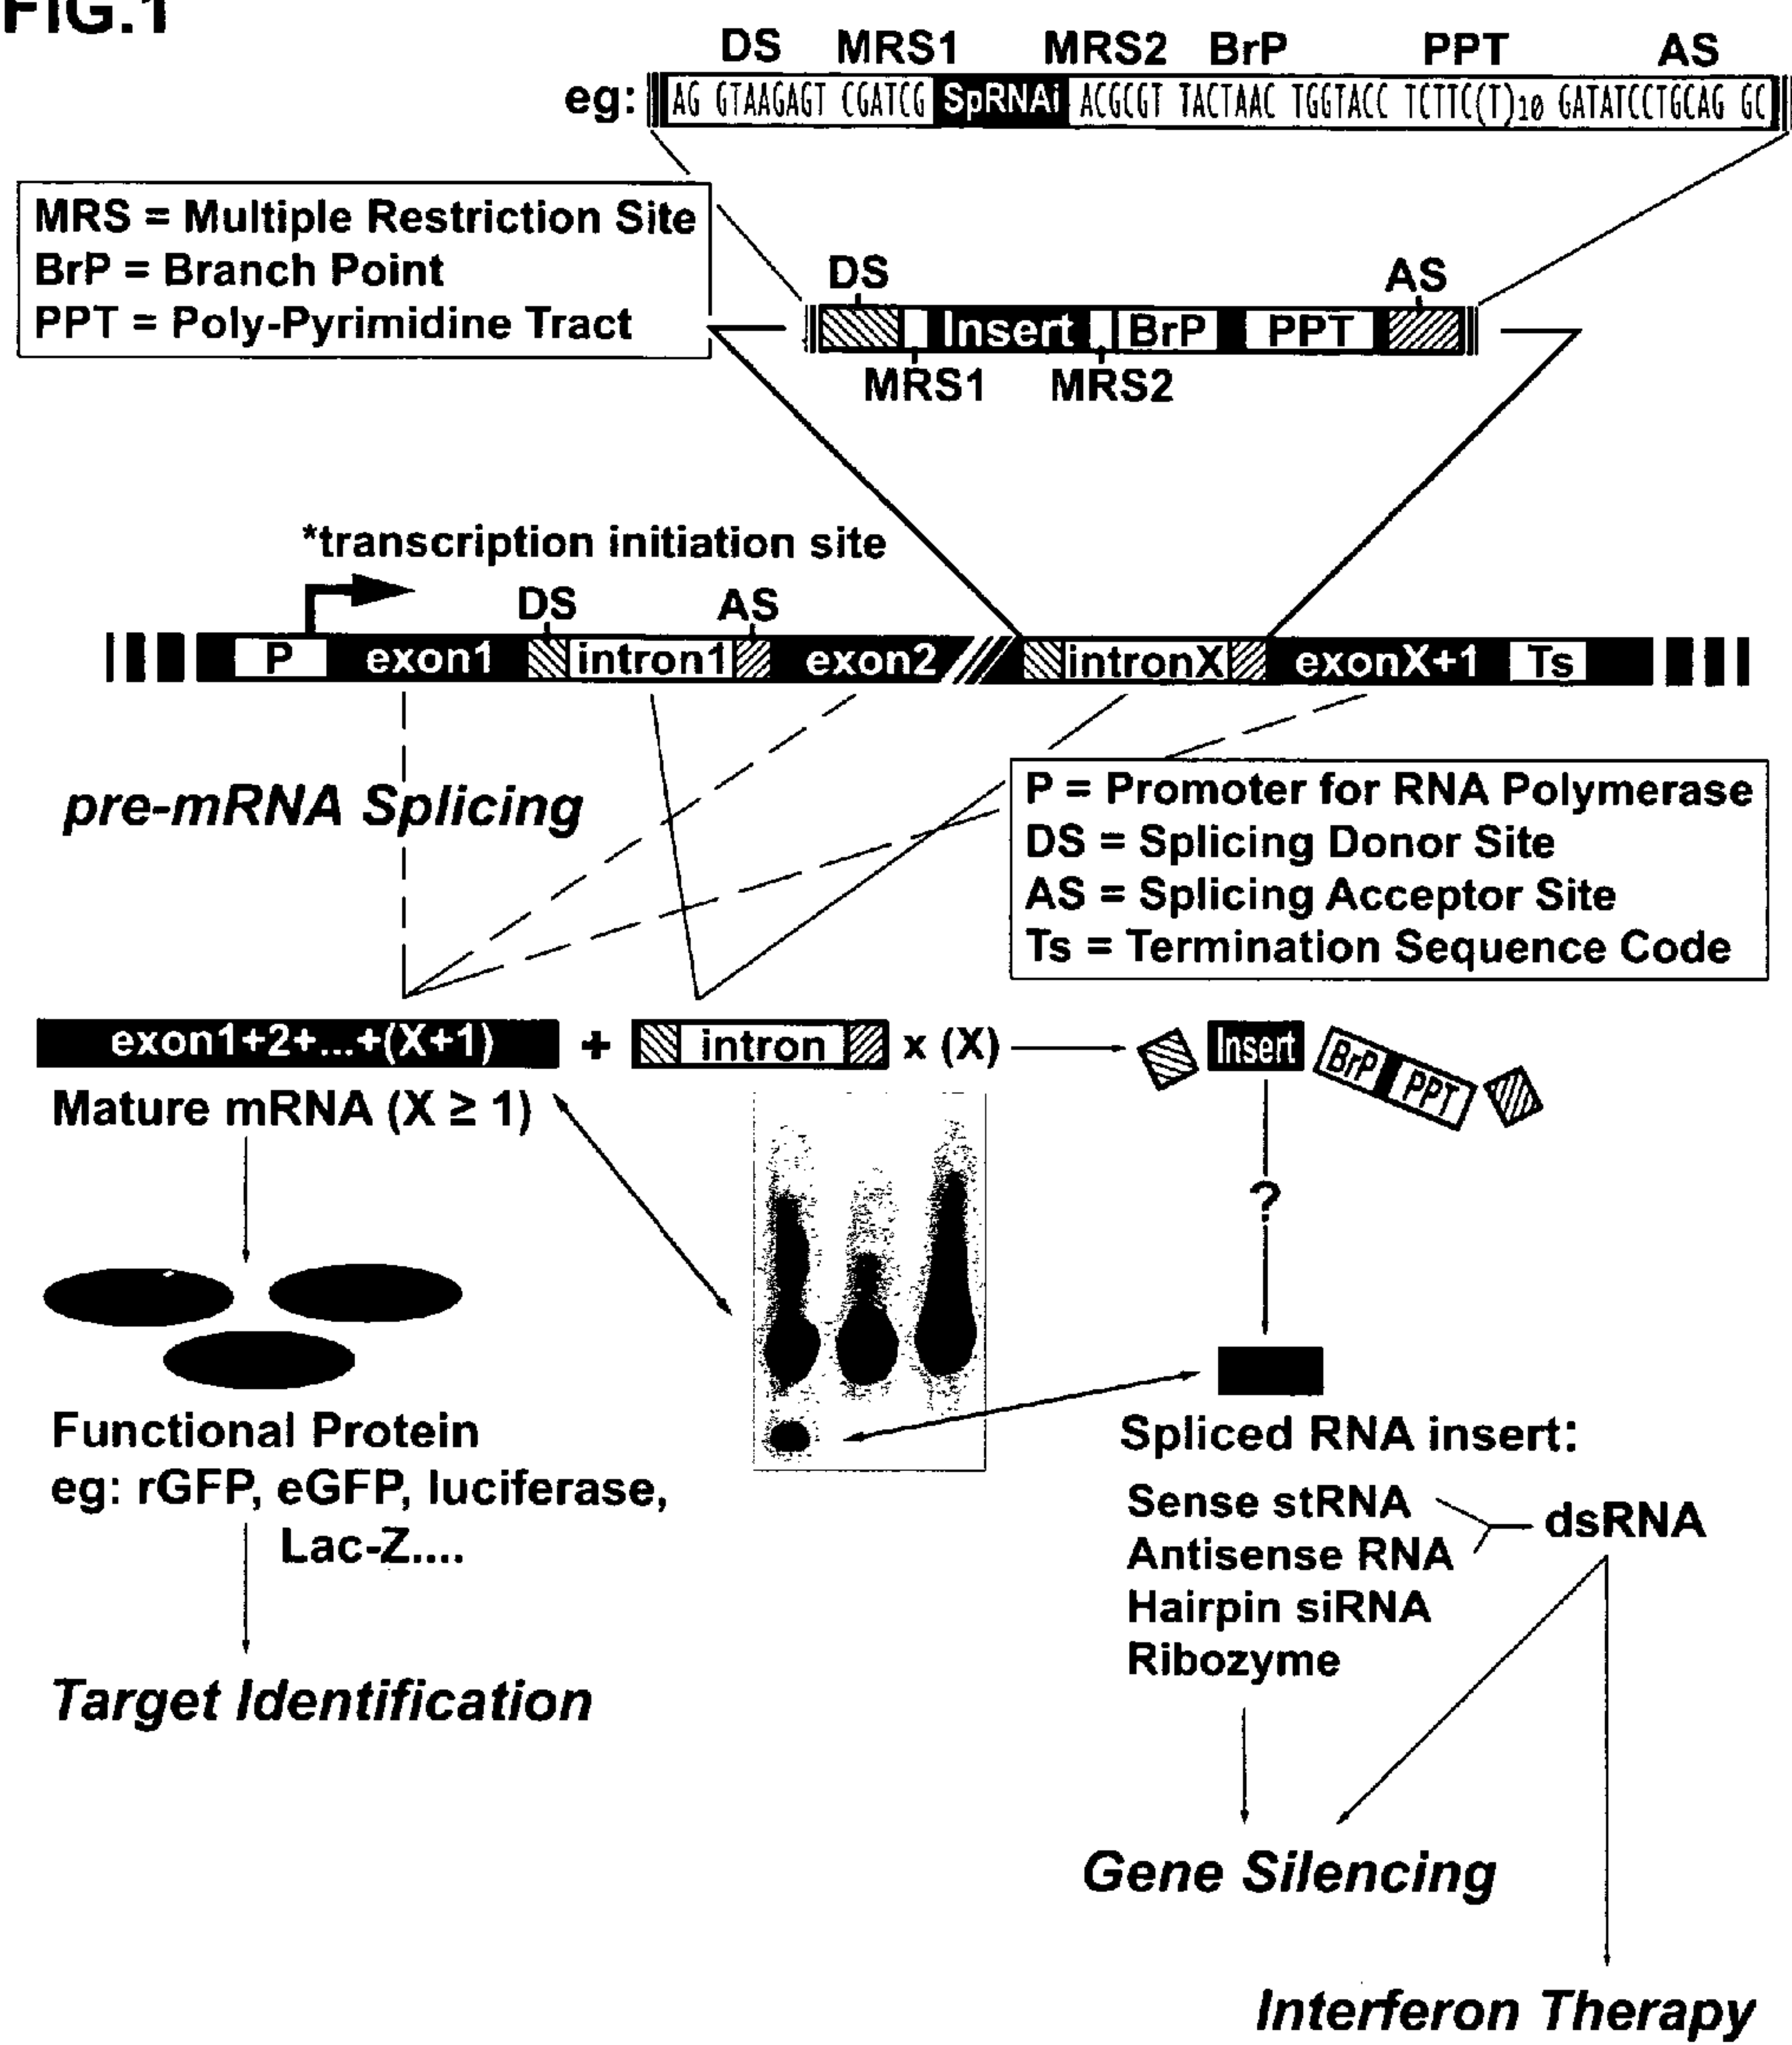 FIG.1
DS MRS1 MRS2 BrP PPT AS
eg: AG GTAAGAGT CGATCG SpRNAi ACGCGT TACTAAC TGGTACC TCTTC(T)10 GATATCCTGCAG GC
MRS = Multiple Restriction Site
BrP = Branch Point
PPT = Poly-Pyrimidine Tract
DS AS
Insert BrP PPT
MRS1 MRS2
*transcription initiation site
DS AS
P exon1 intron1 exon2 intronX exonX+1 Ts
pre-mRNA Splicing
P = Promoter for RNA Polymerase
DS = Splicing Donor Site
AS = Splicing Acceptor Site
Ts = Termination Sequence Code
exon1+2+...+(X+1) + intron x (X) Insert BrP PPT
Mature mRNA (X ≥ 1)
?
Functional Protein
eg: rGFP, eGFP, luciferase,
Lac-Z....
Spliced RNA insert:
Sense stRNA
dsRNA
Antisense RNA
Hairpin siRNA
Ribozyme
Target Identification
Gene Silencing
Interferon Therapy